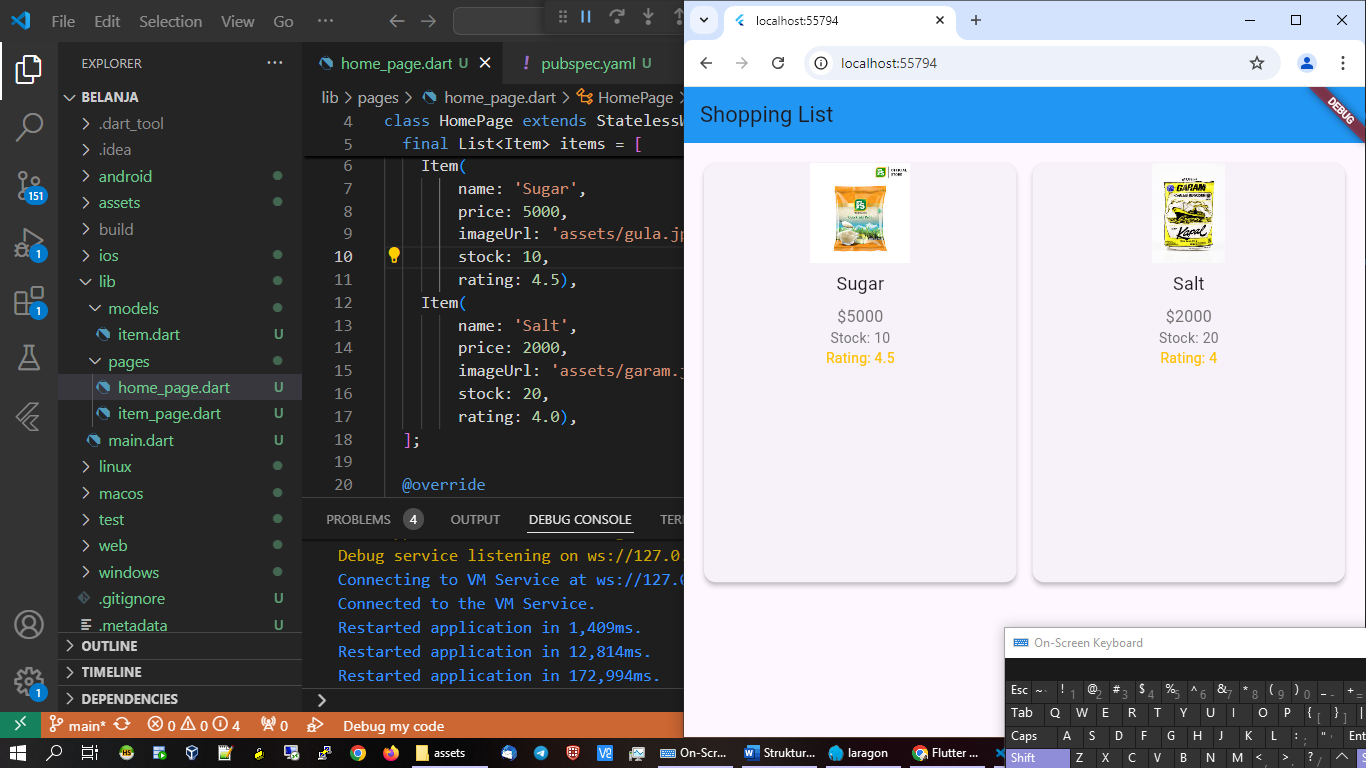 File Edit Selection View Go ···
EXPLORER ···
BELANJA
.dart_tool
.idea
android
assets
build
ios
lib
models
item.dart U
pages
home_page.dart U
item_page.dart U
main.dart U
linux
macos
test
web
windows
.gitignore U
.metadata U
OUTLINE
TIMELINE
DEPENDENCIES
151
1
1
1
home_page.dart U
! pubspec.yaml U
lib > pages > home_page.dart > HomePage >
4 class HomePage extends StatelessW
5 final List<Item> items = [
6 Item(
7 name: 'Sugar',
8 price: 5000,
9 imageUrl: 'assets/gula.jp
10 stock: 10,
11 rating: 4.5),
12 Item(
13 name: 'Salt',
14 price: 2000,
15 imageUrl: 'assets/garam.j
16 stock: 20,
17 rating: 4.0),
18 ];
19
20 @override
PROBLEMS 4 OUTPUT DEBUG CONSOLE TER
Debug service listening on ws://127.0
Connecting to VM Service at ws://127.0
Connected to the VM Service.
Restarted application in 1,409ms.
Restarted application in 12,814ms.
Restarted application in 172,994ms.
>
main* 0 0 4 0 Debug my code
localhost:55794
localhost:55794
Shopping List
DEBUG
OFFICIAL STORE
Sugar
$5000
Stock: 10
Rating: 4.5
GARAM
Kapal
Salt
$2000
Stock: 20
Rating: 4
On-Screen Keyboard
Esc ~ ` ! 1 @ 2 # 3 $ 4 % 5 ^ 6 & 7 * 8 ( 9 ) 0 _ - + =
Tab Q W E R T Y U I O P { [ } ]
Caps A S D F G H J K L : ; " ' Ent
Shift Z X C V B N M < , > . ? / ^
assets On-Scr... Struktur... laragon Flutter ...